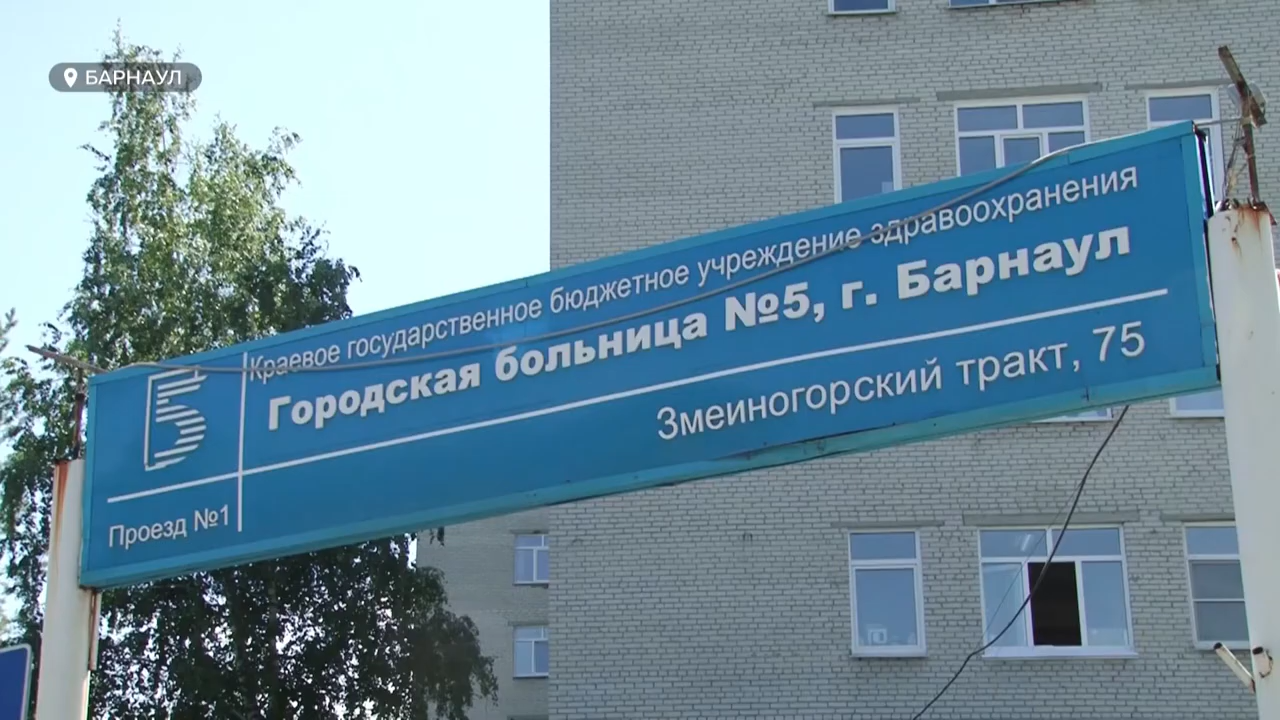 БАРНАУЛ
Краевое государственное бюджетное учреждение здравоохранения
Городская больница №5, г. Барнаул
Змеиногорский тракт, 75
Б
Проезд №1